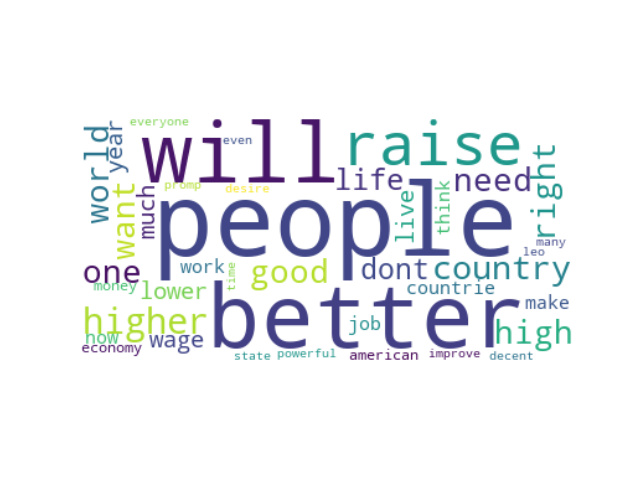 everyone
will
even
raise
world
year
promp
desire
life
need
right
want
much
people
live
think
many
leo
one
work
time
good
dont
country
money
lower
countrie
higher
better
make
now
wage
job
high
economy
state
powerful
american
improve
decent